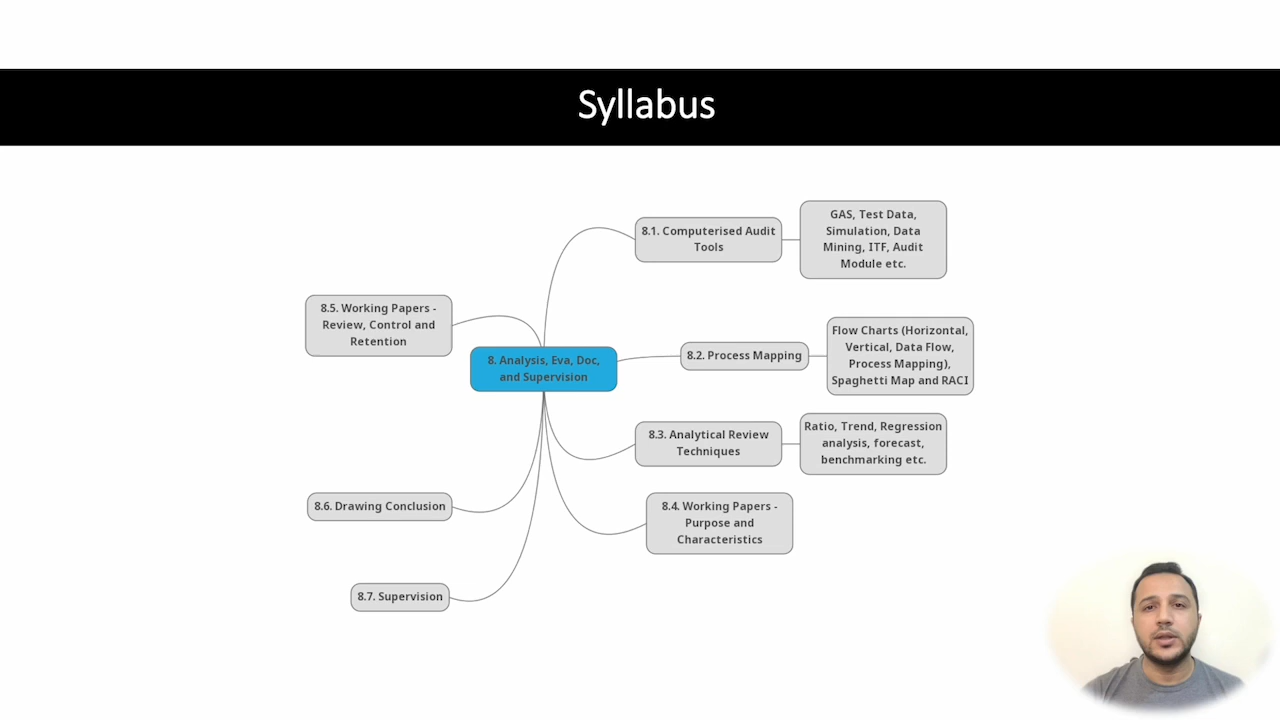 Syllabus
8. Analysis, Eva, Doc,
and Supervision
8.1. Computerised Audit
Tools
GAS, Test Data,
Simulation, Data
Mining, ITF, Audit
Module etc.
8.2. Process Mapping
Flow Charts (Horizontal,
Vertical, Data Flow,
Process Mapping),
Spaghetti Map and RACI
8.3. Analytical Review
Techniques
Ratio, Trend, Regression
analysis, forecast,
benchmarking etc.
8.4. Working Papers -
Purpose and
Characteristics
8.5. Working Papers -
Review, Control and
Retention
8.6. Drawing Conclusion
8.7. Supervision